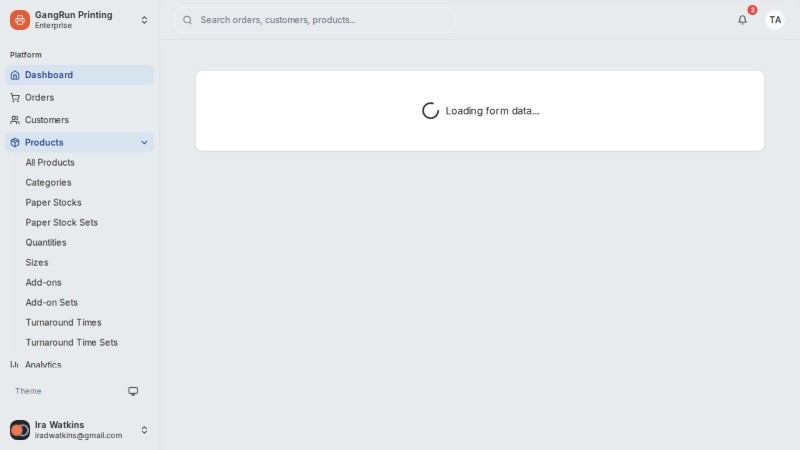 GangRun Printing
Enterprise
Search orders, customers, products...
3
TA
Platform
Dashboard
Orders
Customers
Products
All Products
Categories
Paper Stocks
Paper Stock Sets
Quantities
Sizes
Add-ons
Add-on Sets
Turnaround Times
Turnaround Time Sets
Analytics
Theme
Ira Watkins
iradwatkins@gmail.com
Loading form data...